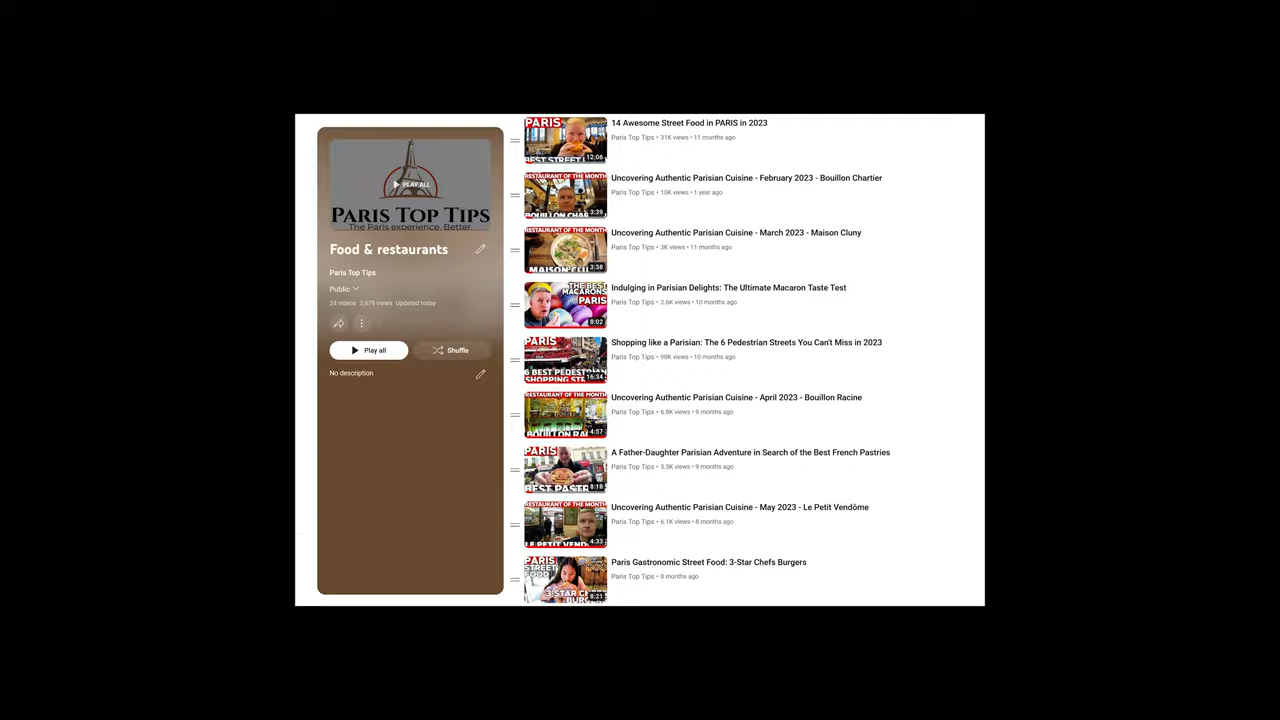 PLAY ALL
PARIS TOP TIPS
The Paris experience. Better.
Food & restaurants
Paris Top Tips
Public
24 videos 2,679 views Updated today
Play all
Shuffle
No description
PARIS
BEST STREET
12:06
14 Awesome Street Food in PARIS in 2023
Paris Top Tips • 31K views • 11 months ago
RESTAURANT OF THE MONTH
BOUILLON CHAR
3:39
Uncovering Authentic Parisian Cuisine - February 2023 - Bouillon Chartier
Paris Top Tips • 10K views • 1 year ago
RESTAURANT OF THE MONTH
MAISON CLU
3:38
Uncovering Authentic Parisian Cuisine - March 2023 - Maison Cluny
Paris Top Tips • 3K views • 11 months ago
THE BEST
MACARONS
PARIS
8:02
Indulging in Parisian Delights: The Ultimate Macaron Taste Test
Paris Top Tips • 2.6K views • 10 months ago
PARIS
6 BEST PEDESTRIAN
SHOPPING STR
16:34
Shopping like a Parisian: The 6 Pedestrian Streets You Can't Miss in 2023
Paris Top Tips • 98K views • 10 months ago
RESTAURANT OF THE MONTH
BOUILLON RA
4:57
Uncovering Authentic Parisian Cuisine - April 2023 - Bouillon Racine
Paris Top Tips • 6.8K views • 9 months ago
PARIS
BEST PASTR
8:18
A Father-Daughter Parisian Adventure in Search of the Best French Pastries
Paris Top Tips • 5.5K views • 9 months ago
RESTAURANT OF THE MONTH
LE PETIT VEND
4:33
Uncovering Authentic Parisian Cuisine - May 2023 - Le Petit Vendôme
Paris Top Tips • 6.1K views • 8 months ago
PARIS
STREET
FOOD
3-STAR CH
BURG
8:21
Paris Gastronomic Street Food: 3-Star Chefs Burgers
Paris Top Tips • 8 months ago